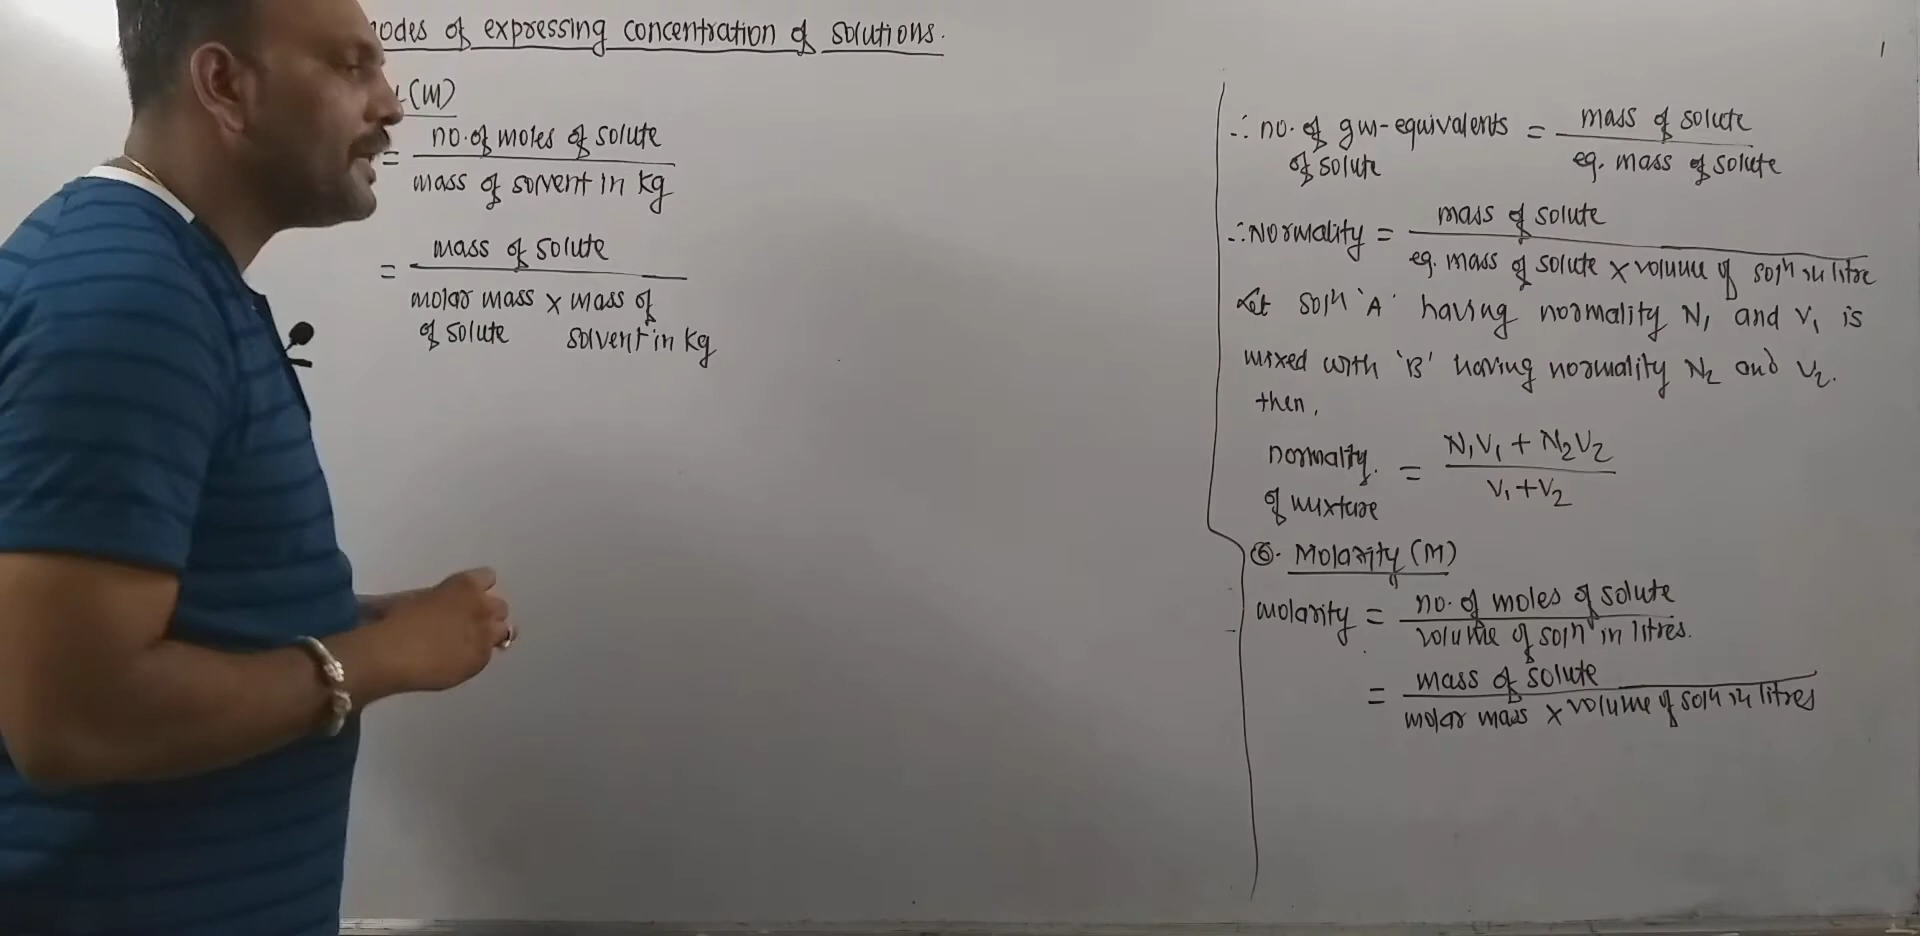 odes of expressing concentration of solutions.
(M)
= no. of moles of solute
mass of solvent in kg
= mass of solute
molar mass × mass of
of solute solvent in kg
1
∴ no. of gm-equivalents = mass of solute
of solute eq. mass of solute
∴ Normality = mass of solute
eq. mass of solute × volume of soln in litre
Let soln 'A' having normality N₁ and V₁ is
mixed with 'B' having normality N₂ and V₂.
then,
normality = N₁V₁ + N₂V₂
of mixture V₁ + V₂
⑥. Molarity (M)
molarity = no. of moles of solute
volume of soln in litres.
= mass of solute
molar mass × volume of soln in litres